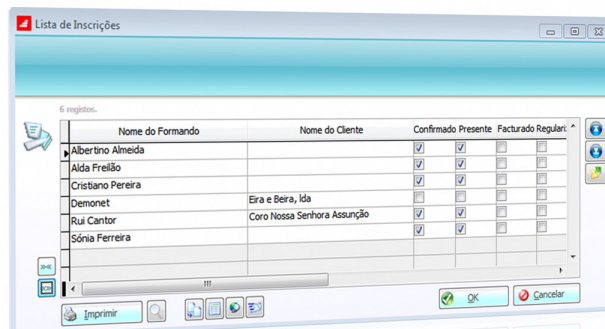 Lista de Inscrições
6 registos.
Nome do Formando Nome do Cliente Confirmado Presente Facturado Regulariz
Albertino Almeida
Alda Freilão
Cristiano Pereira
Demonet Eira e Beira, lda
Rui Cantor Coro Nossa Senhora Assunção
Sónia Ferreira
Imprimir OK Cancelar